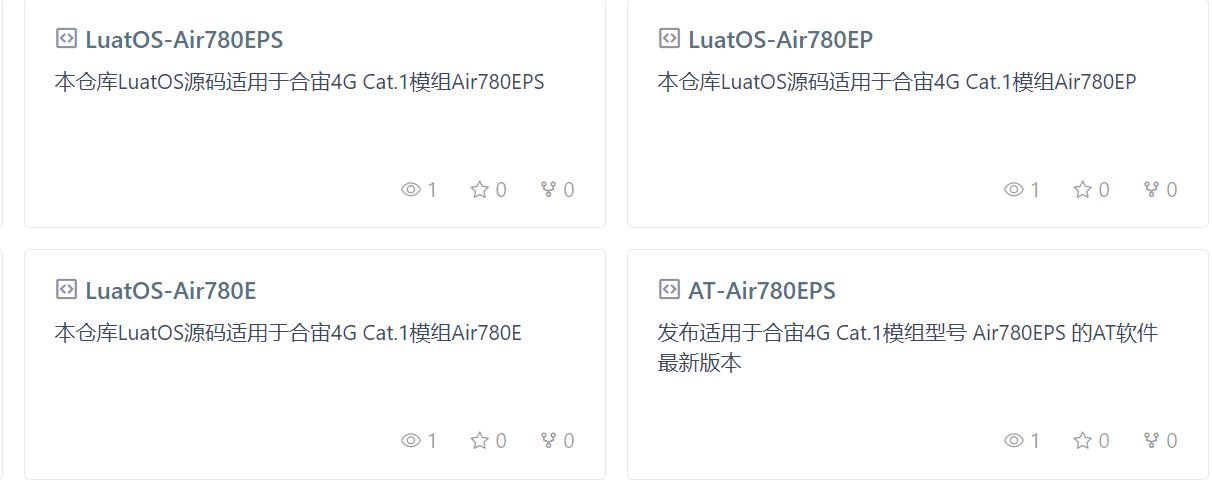 LuatOS-Air780EPS
本仓库LuatOS源码适用于合宙4G Cat.1模组Air780EPS
1 0 0
LuatOS-Air780EP
本仓库LuatOS源码适用于合宙4G Cat.1模组Air780EP
1 0 0
LuatOS-Air780E
本仓库LuatOS源码适用于合宙4G Cat.1模组Air780E
1 0 0
AT-Air780EPS
发布适用于合宙4G Cat.1模组型号 Air780EPS 的AT软件
最新版本
1 0 0